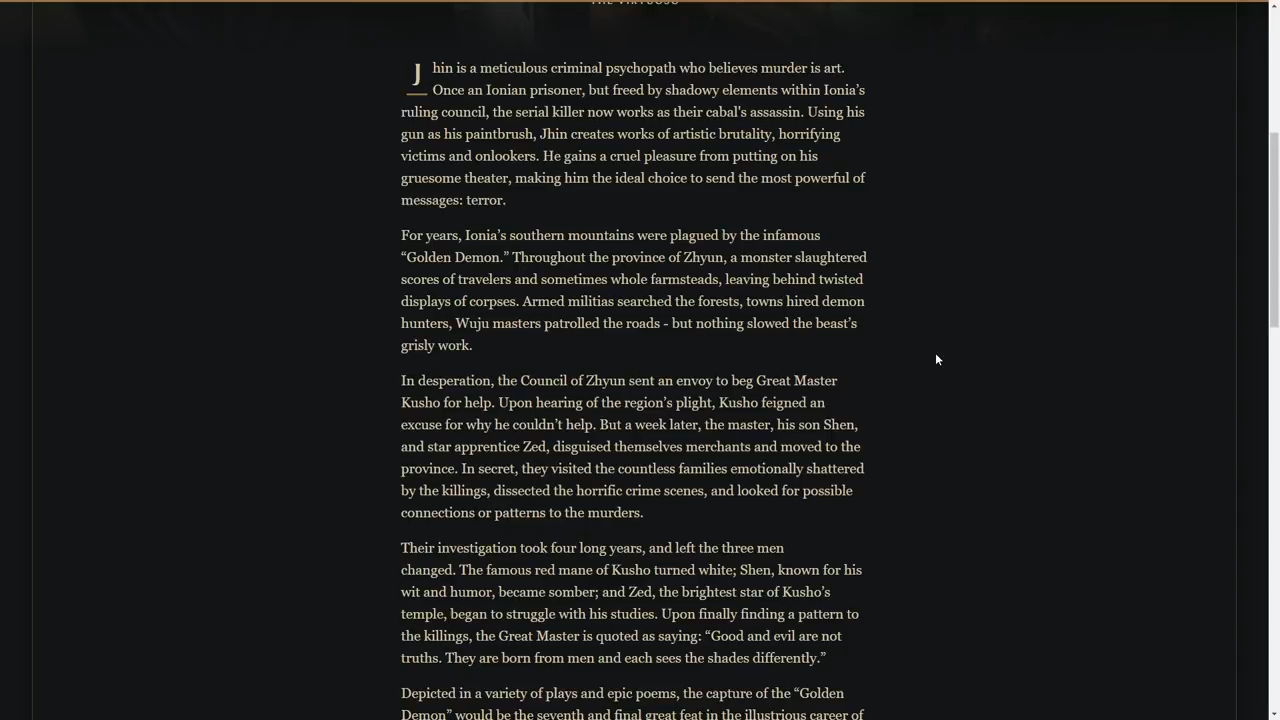 THE VIRTUOSO
Jhin is a meticulous criminal psychopath who believes murder is art.
Once an Ionian prisoner, but freed by shadowy elements within Ionia’s
ruling council, the serial killer now works as their cabal's assassin. Using his
gun as his paintbrush, Jhin creates works of artistic brutality, horrifying
victims and onlookers. He gains a cruel pleasure from putting on his
gruesome theater, making him the ideal choice to send the most powerful of
messages: terror.
For years, Ionia’s southern mountains were plagued by the infamous
“Golden Demon.” Throughout the province of Zhyun, a monster slaughtered
scores of travelers and sometimes whole farmsteads, leaving behind twisted
displays of corpses. Armed militias searched the forests, towns hired demon
hunters, Wuju masters patrolled the roads - but nothing slowed the beast’s
grisly work.
In desperation, the Council of Zhyun sent an envoy to beg Great Master
Kusho for help. Upon hearing of the region’s plight, Kusho feigned an
excuse for why he couldn’t help. But a week later, the master, his son Shen,
and star apprentice Zed, disguised themselves merchants and moved to the
province. In secret, they visited the countless families emotionally shattered
by the killings, dissected the horrific crime scenes, and looked for possible
connections or patterns to the murders.
Their investigation took four long years, and left the three men
changed. The famous red mane of Kusho turned white; Shen, known for his
wit and humor, became somber; and Zed, the brightest star of Kusho’s
temple, began to struggle with his studies. Upon finally finding a pattern to
the killings, the Great Master is quoted as saying: “Good and evil are not
truths. They are born from men and each sees the shades differently.”
Depicted in a variety of plays and epic poems, the capture of the “Golden
Demon” would be the seventh and final great feat in the illustrious career of